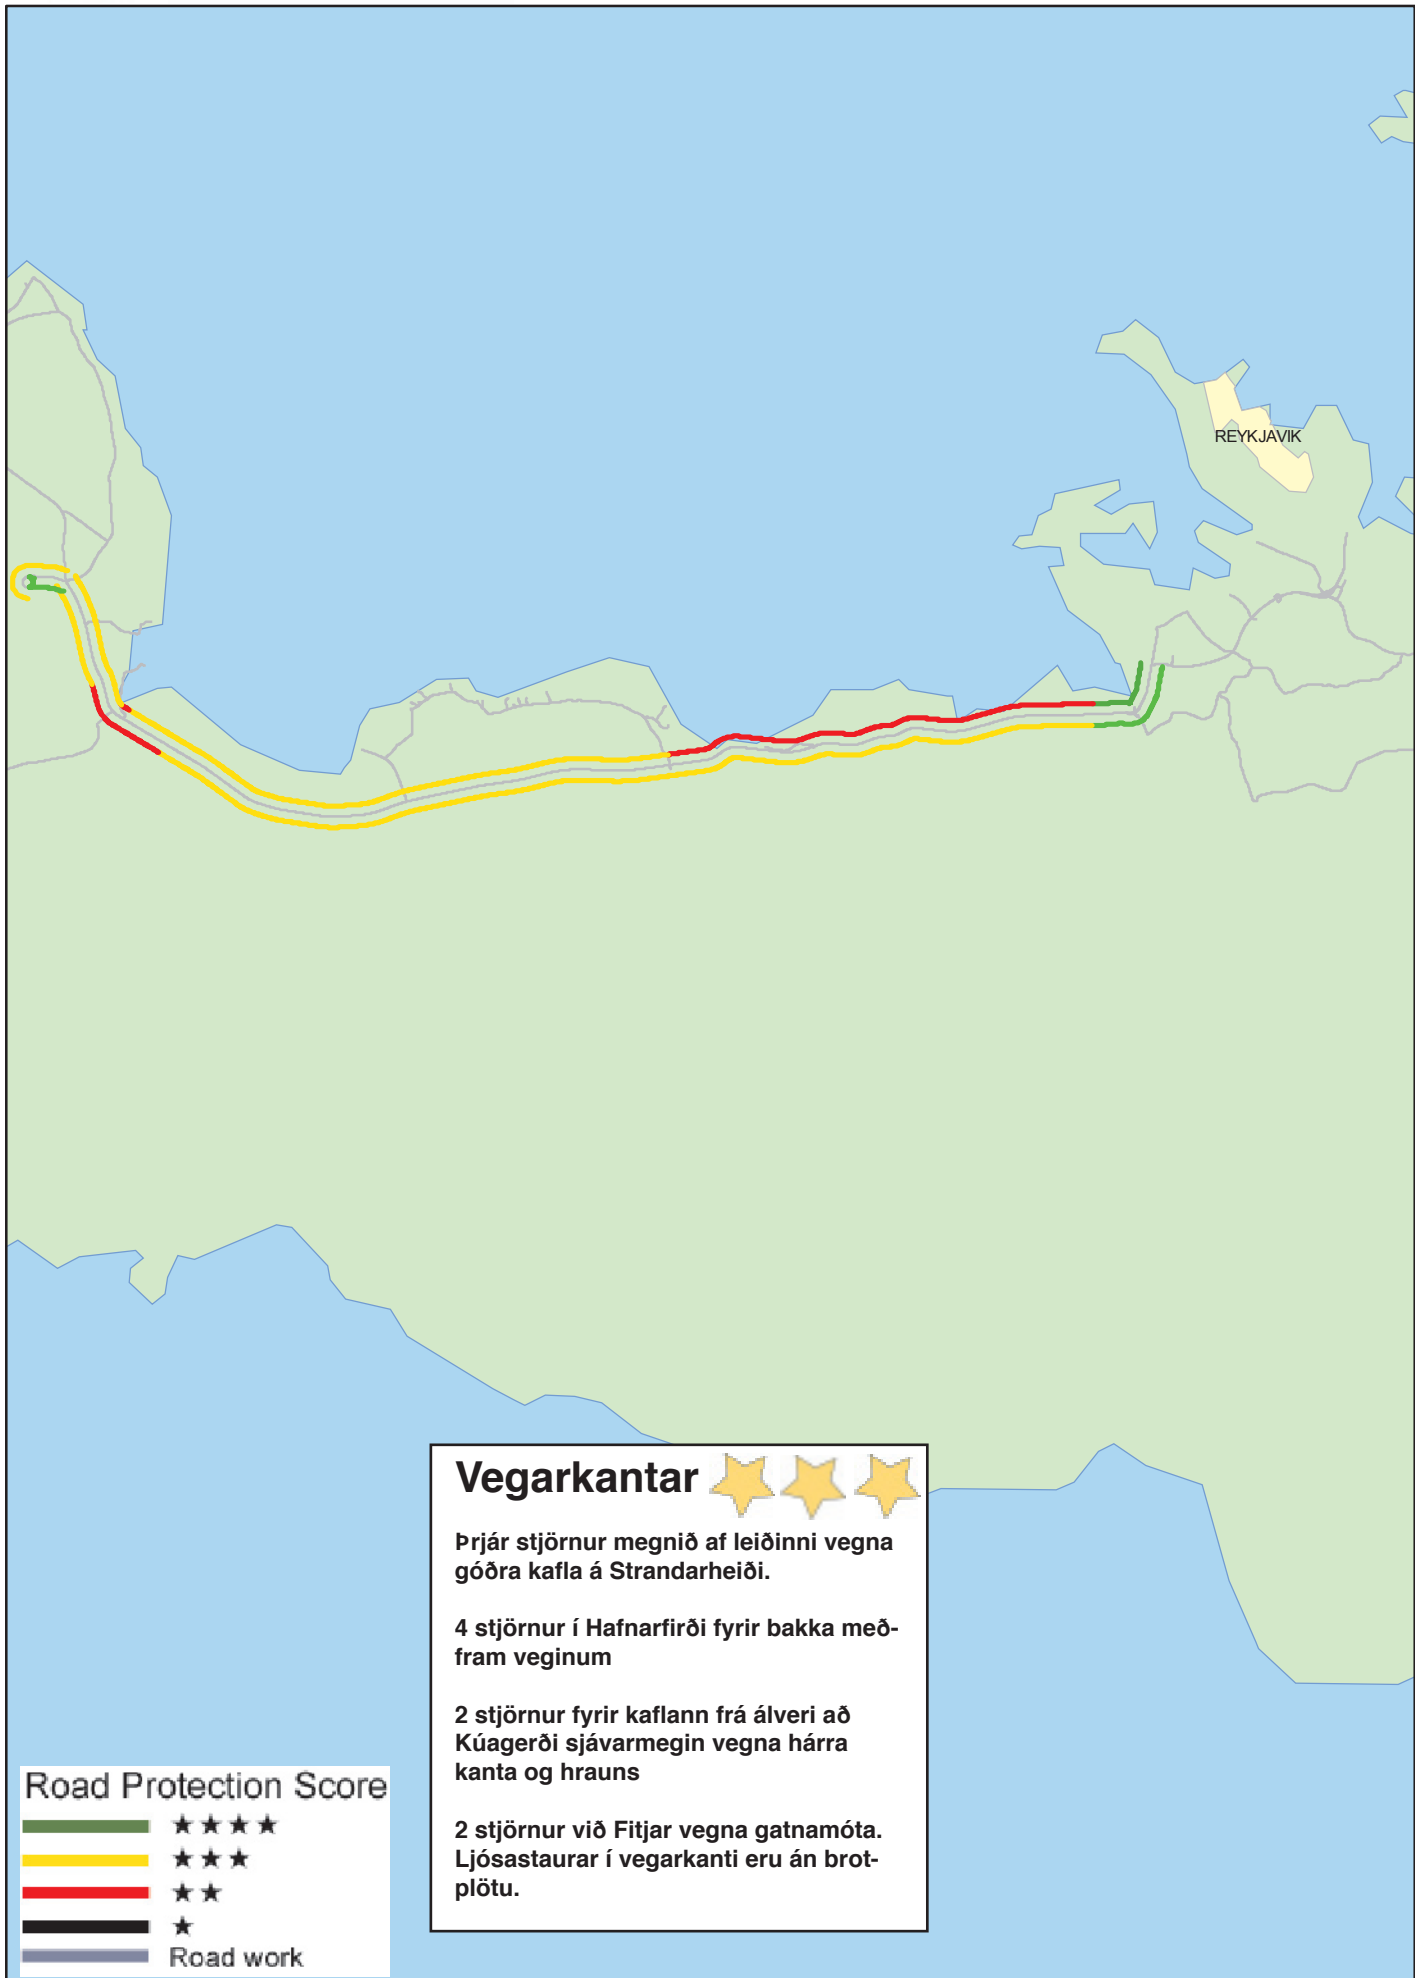 REYKJAVIK
Vegarkantar
Þrjár stjörnur megnið af leiðinni vegna
góðra kafla á Strandarheiði.
4 stjörnur í Hafnarfirði fyrir bakka með-
fram veginum
2 stjörnur fyrir kaflann frá álveri að
Kúagerði sjávarmegin vegna hárra
kanta og hrauns
2 stjörnur við Fitjar vegna gatnamóta.
Ljósastaurar í vegarkanti eru án brot-
plötu.
Road Protection Score
★★★★
★★★
★★
★
Road work